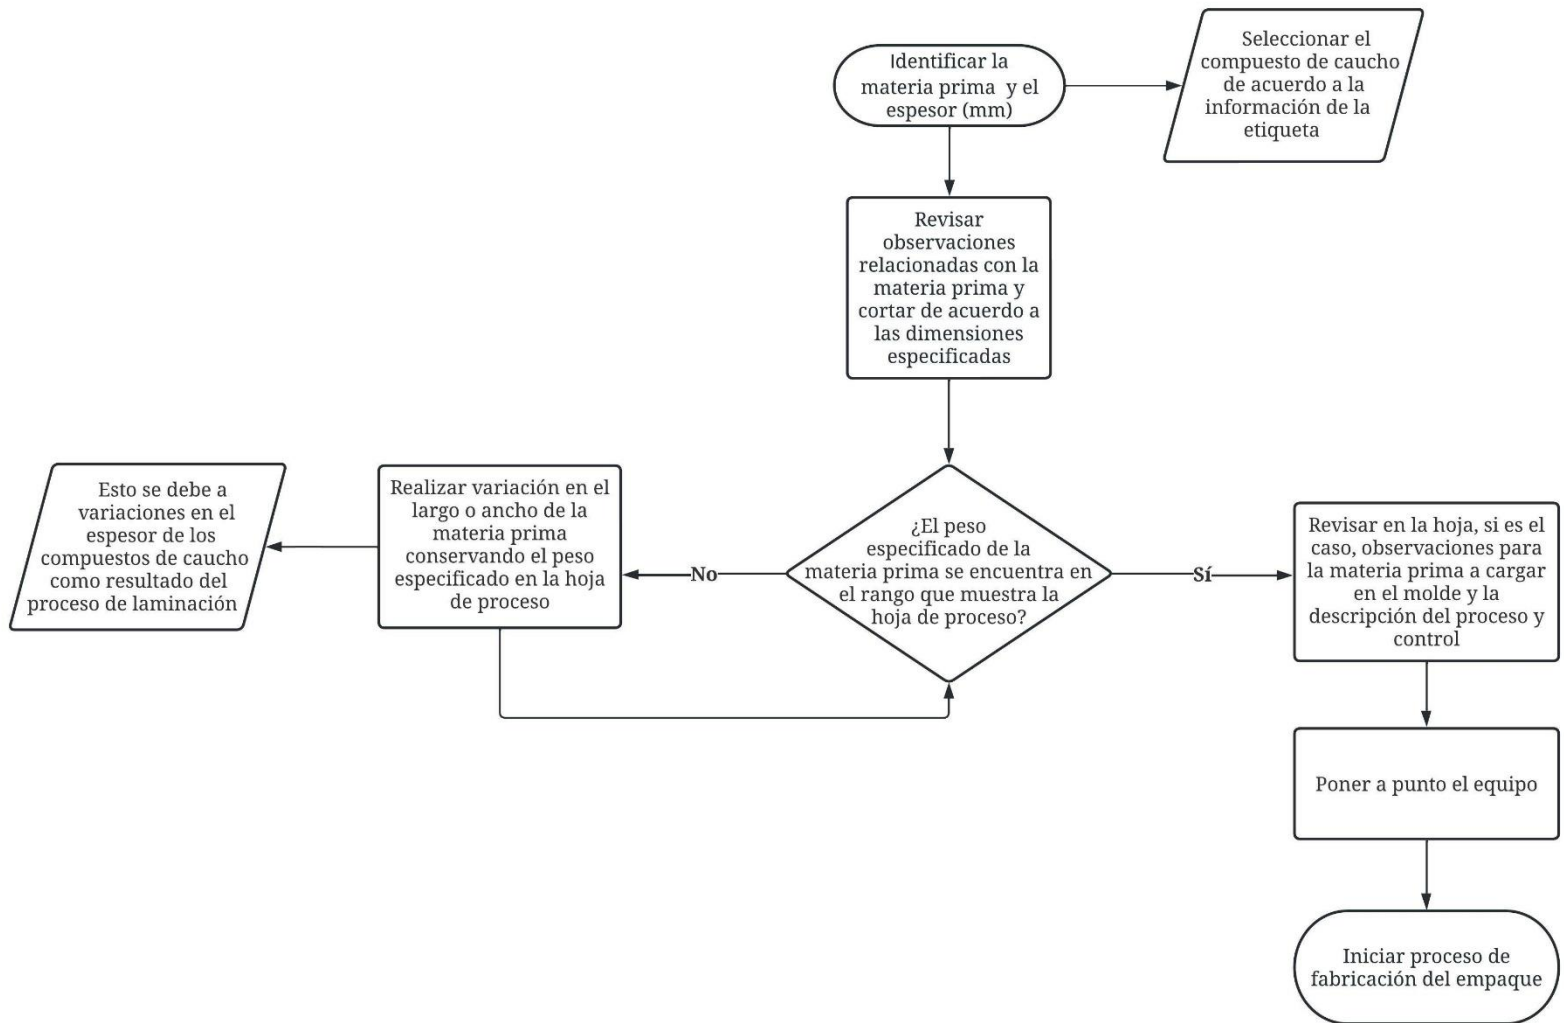 Identificar la
materia prima y el
espesor (mm)
Seleccionar el
compuesto de caucho
de acuerdo a la
información de la
etiqueta
Revisar
observaciones
relacionadas con la
materia prima y
cortar de acuerdo a
las dimensiones
especificadas
¿El peso
especificado de la
materia prima se encuentra en
el rango que muestra la
hoja de proceso?
No
Realizar variación en el
largo o ancho de la
materia prima
conservando el peso
especificado en la hoja
de proceso
Esto se debe a
variaciones en el
espesor de los
compuestos de caucho
como resultado del
proceso de laminación
Sí
Revisar en la hoja, si es el
caso, observaciones para
la materia prima a cargar
en el molde y la
descripción del proceso y
control
Poner a punto el equipo
Iniciar proceso de
fabricación del empaque